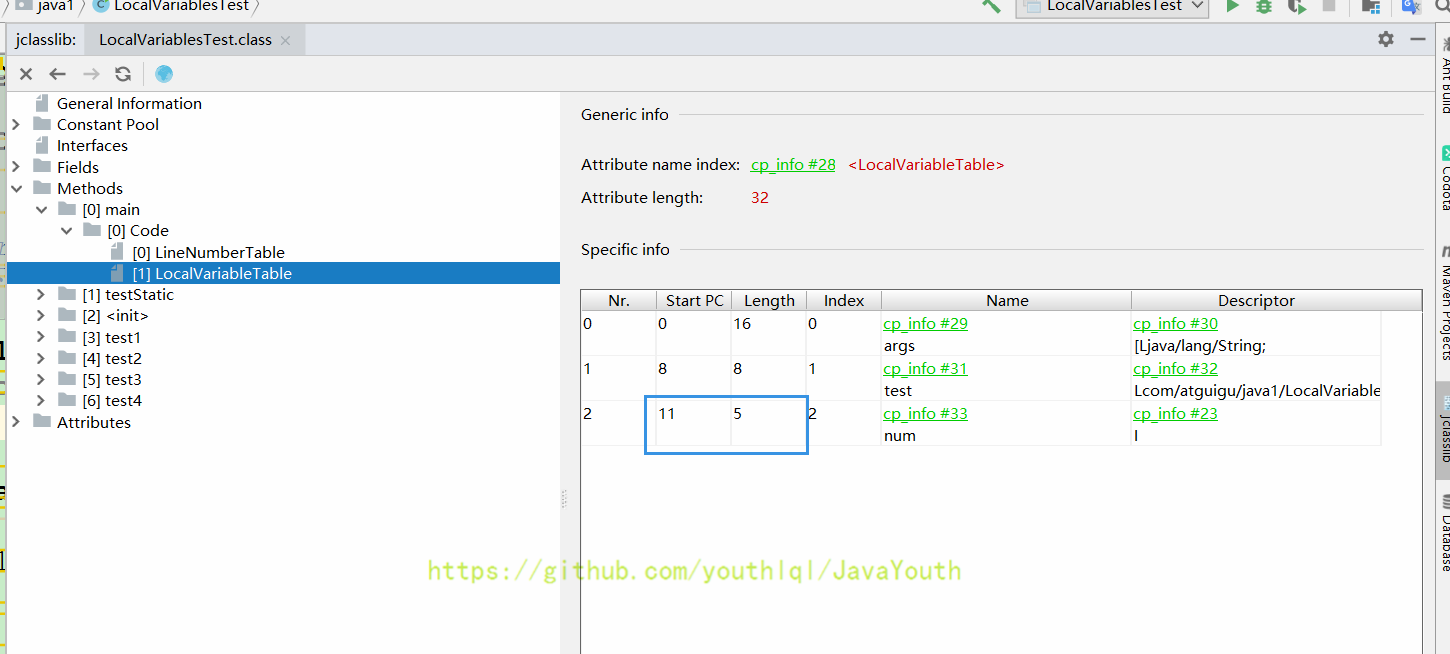 java1 LocalVariablesTest LocalVariablesTest
jclasslib: LocalVariablesTest.class
General Information
Constant Pool
Interfaces
Fields
Methods
[0] main
[0] Code
[0] LineNumberTable
[1] LocalVariableTable
[1] testStatic
[2] <init>
[3] test1
[4] test2
[5] test3
[6] test4
Attributes
Generic info
Attribute name index: cp_info #28 <LocalVariableTable>
Attribute length: 32
Specific info
Nr. Start PC Length Index Name Descriptor
0 0 16 0 cp_info #29 cp_info #30
args [Ljava/lang/String;
1 8 8 1 cp_info #31 cp_info #32
test Lcom/atguigu/java1/LocalVariable
2 11 5 2 cp_info #33 cp_info #23
num I
https://github.com/youthlql/JavaYouth
Ant Build
Codota
Maven Projects
jclasslib
Database